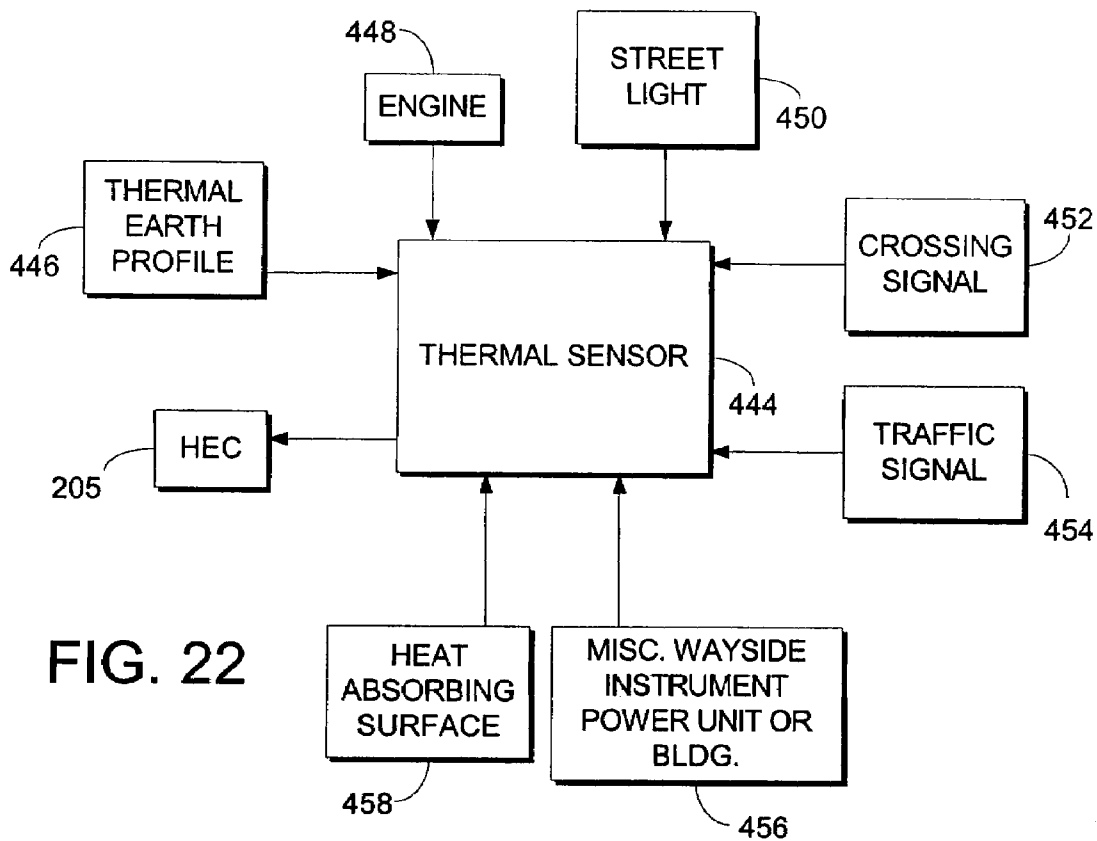 448
ENGINE
STREET
LIGHT
450
THERMAL
EARTH
PROFILE
446
452
CROSSING
SIGNAL
THERMAL SENSOR
444
HEC
205
TRAFFIC
SIGNAL
454
FIG. 22
HEAT
ABSORBING
SURFACE
458
MISC. WAYSIDE
INSTRUMENT
POWER UNIT OR
BLDG.
456